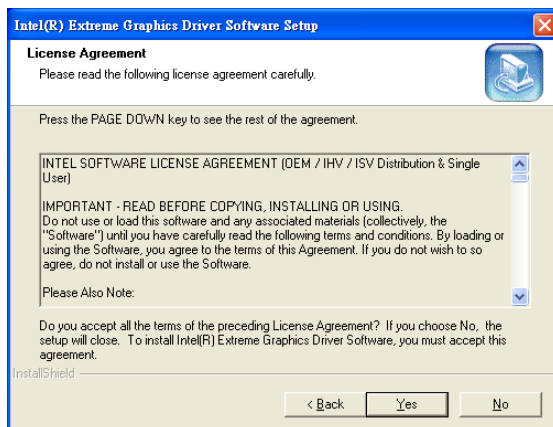 Intel(R) Extreme Graphics Driver Software Setup
License Agreement
Please read the following license agreement carefully.
Press the PAGE DOWN key to see the rest of the agreement.
INTEL SOFTWARE LICENSE AGREEMENT (OEM / IHV / ISV Distribution & Single
User)
IMPORTANT - READ BEFORE COPYING, INSTALLING OR USING.
Do not use or load this software and any associated materials (collectively, the
"Software") until you have carefully read the following terms and conditions. By loading or
using the Software, you agree to the terms of this Agreement. If you do not wish to so
agree, do not install or use the Software.
Please Also Note:
Do you accept all the terms of the preceding License Agreement? If you choose No, the
setup will close. To install Intel(R) Extreme Graphics Driver Software, you must accept this
agreement.
InstallShield
< Back
Yes
No